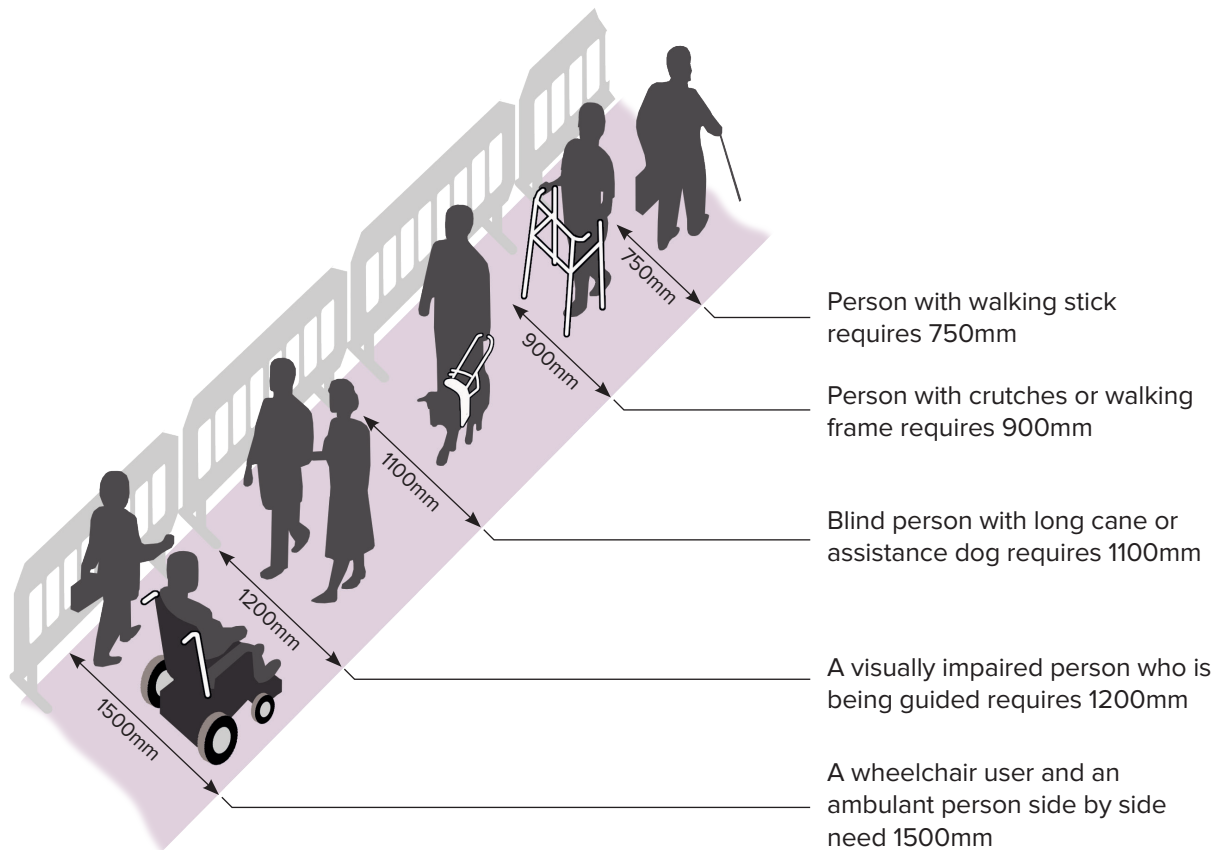 750mm
Person with walking stick
requires 750mm
900mm
Person with crutches or walking
frame requires 900mm
1100mm
Blind person with long cane or
assistance dog requires 1100mm
1200mm
A visually impaired person who is
being guided requires 1200mm
1500mm
A wheelchair user and an
ambulant person side by side
need 1500mm